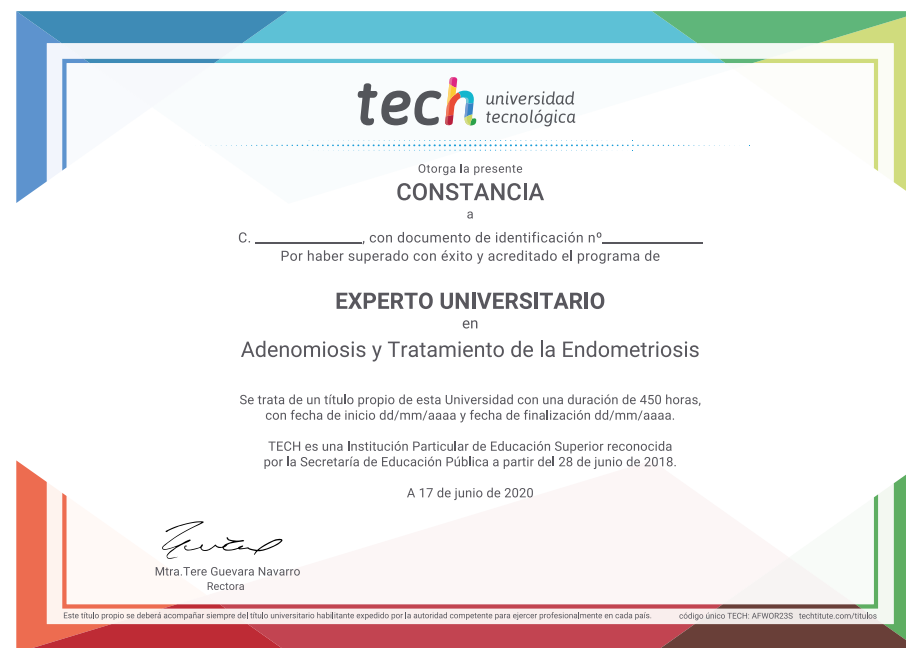 tech universidad
tecnológica
Otorga la presente
CONSTANCIA
a
C. ______________, con documento de identificación nº_____________
Por haber superado con éxito y acreditado el programa de
EXPERTO UNIVERSITARIO
en
Adenomiosis y Tratamiento de la Endometriosis
Se trata de un título propio de esta Universidad con una duración de 450 horas,
con fecha de inicio dd/mm/aaaa y fecha de finalización dd/mm/aaaa.
TECH es una Institución Particular de Educación Superior reconocida
por la Secretaría de Educación Pública a partir del 28 de junio de 2018.
A 17 de junio de 2020
Mtra.Tere Guevara Navarro
Rectora
Este título propio se deberá acompañar siempre del título universitario habilitante expedido por la autoridad competente para ejercer profesionalmente en cada país. código único TECH: AFWOR23S techtitute.com/títulos